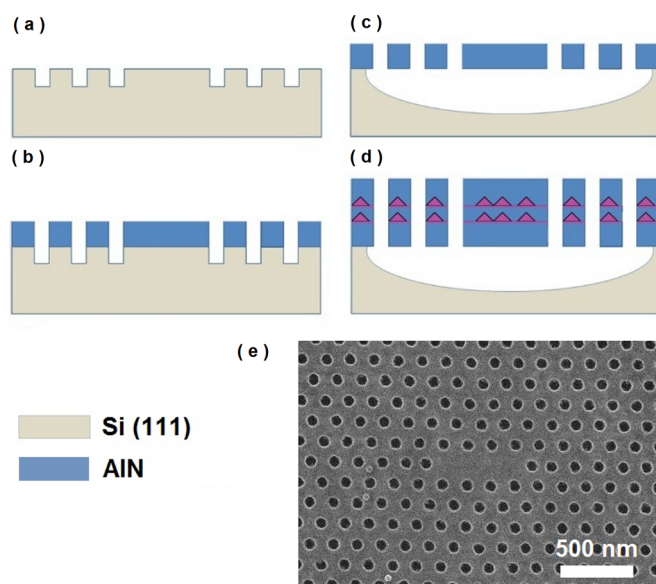 ( a )
( c )
( b )
( d )
( e )
Si (111)
AlN
500 nm